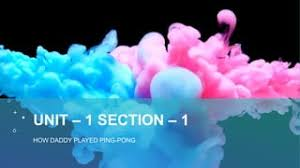 UNIT – 1 SECTION – 1
HOW DADDY PLAYED PING-PONG